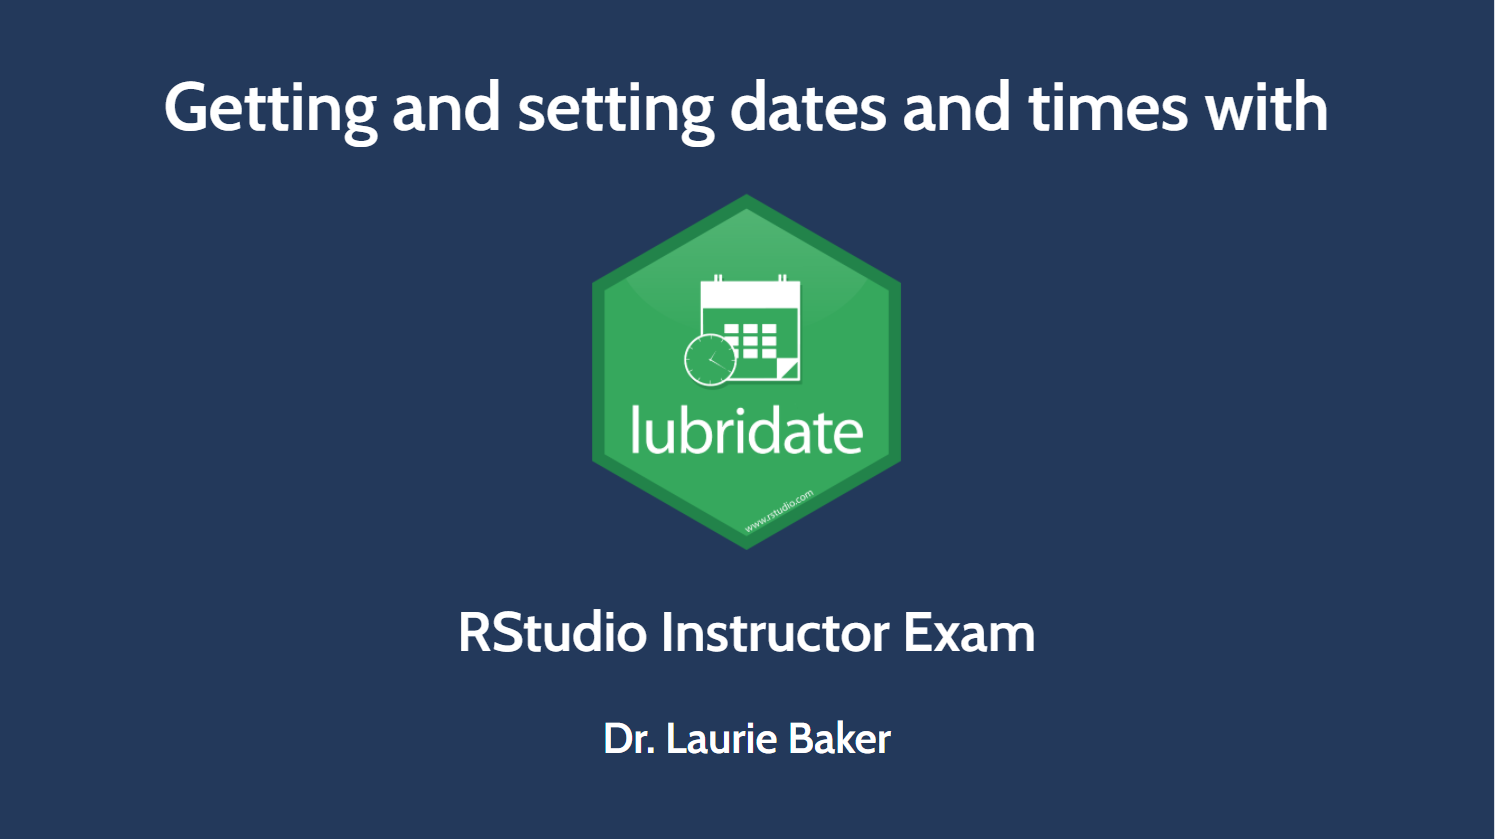 Getting and setting dates and times with
lubridate
www.rstudio.com
RStudio Instructor Exam
Dr. Laurie Baker